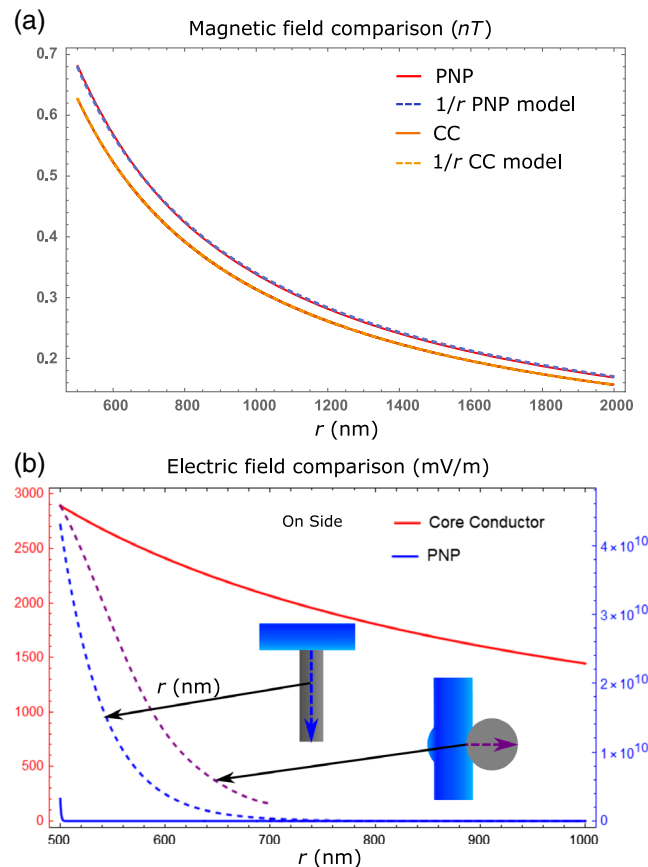 (a)
Magnetic field comparison (nT)
0.7
0.6
0.5
0.4
0.3
0.2
PNP
1/r PNP model
CC
1/r CC model
600 800 1000 1200 1400 1600 1800 2000
r (nm)
(b)
Electric field comparison (mV/m)
3000
2500
2000
1500
1000
500
0
On Side
Core Conductor
PNP
4×10¹⁰
3×10¹⁰
2×10¹⁰
1×10¹⁰
0
r (nm)
500 600 700 800 900 1000
r (nm)